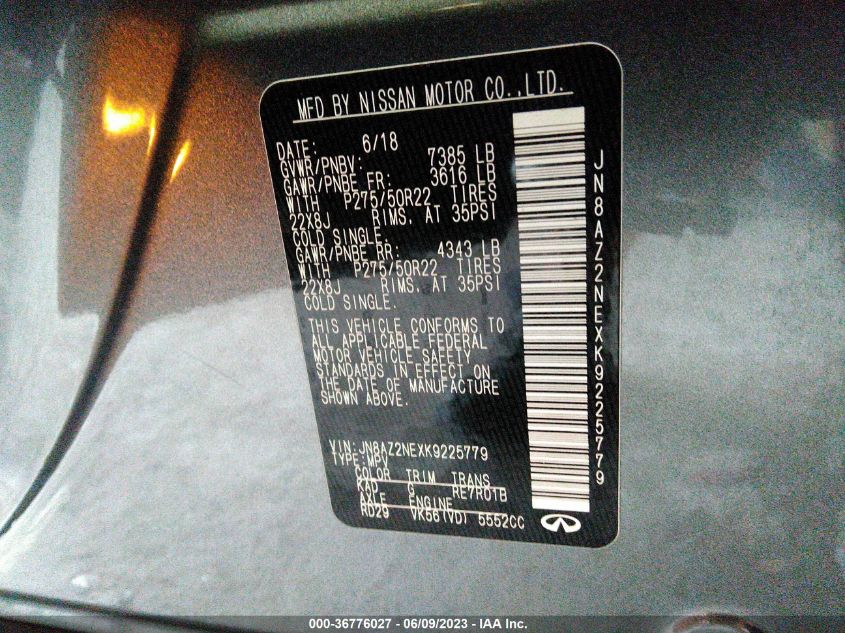 MFD BY NISSAN MOTOR CO.,LTD.
DATE: 6/18
GVWR/PNBV: 7385 LB
GAWR/PNBE FR: 3616 LB
WITH P275/50R22 TIRES
22X8J RIMS, AT 35PSI
COLD SINGLE.
GAWR/PNBE RR: 4343 LB
WITH P275/50R22 TIRES
22X8J RIMS, AT 35PSI
COLD SINGLE.
THIS VEHICLE CONFORMS TO
ALL APPLICABLE FEDERAL
MOTOR VEHICLE SAFETY
STANDARDS IN EFFECT ON
THE DATE OF MANUFACTURE
SHOWN ABOVE.
VIN:JN8AZ2NEXK9225779
TYPE:MPV
COLOR TRIM TRANS
KAD G RE7R01B
AXLE ENGINE
RD29 VK56(VD) 5552CC
JN8AZ2NEXK9225779
000-36776027 - 06/09/2023 - IAA Inc.